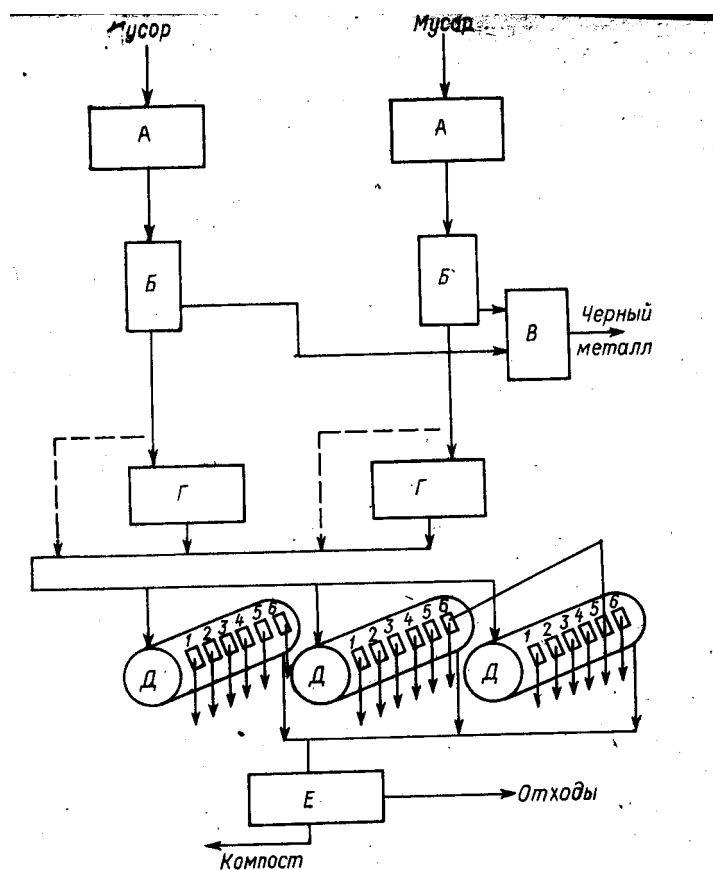 Мусор
Мусор
А
А
Б
Б
В
Черный
металл
Г
Г
1 2 3 4 5 6
1 2 3 4 5 6
1 2 3 4 5 6
Д
Д
Д
Е
Отходы
Компост